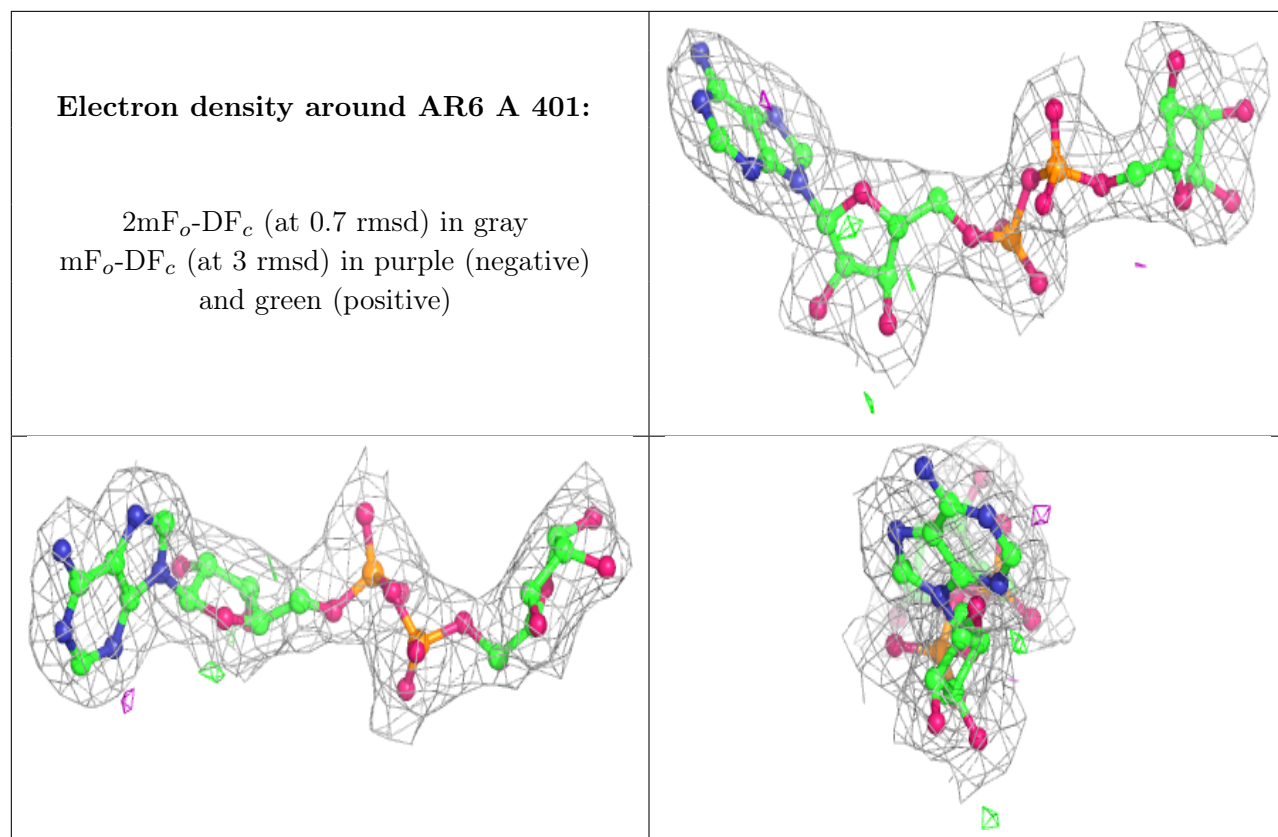 Electron density around AR6 A 401:
2mFₒ-DF𝒸 (at 0.7 rmsd) in gray
mFₒ-DF𝒸 (at 3 rmsd) in purple (negative)
and green (positive)